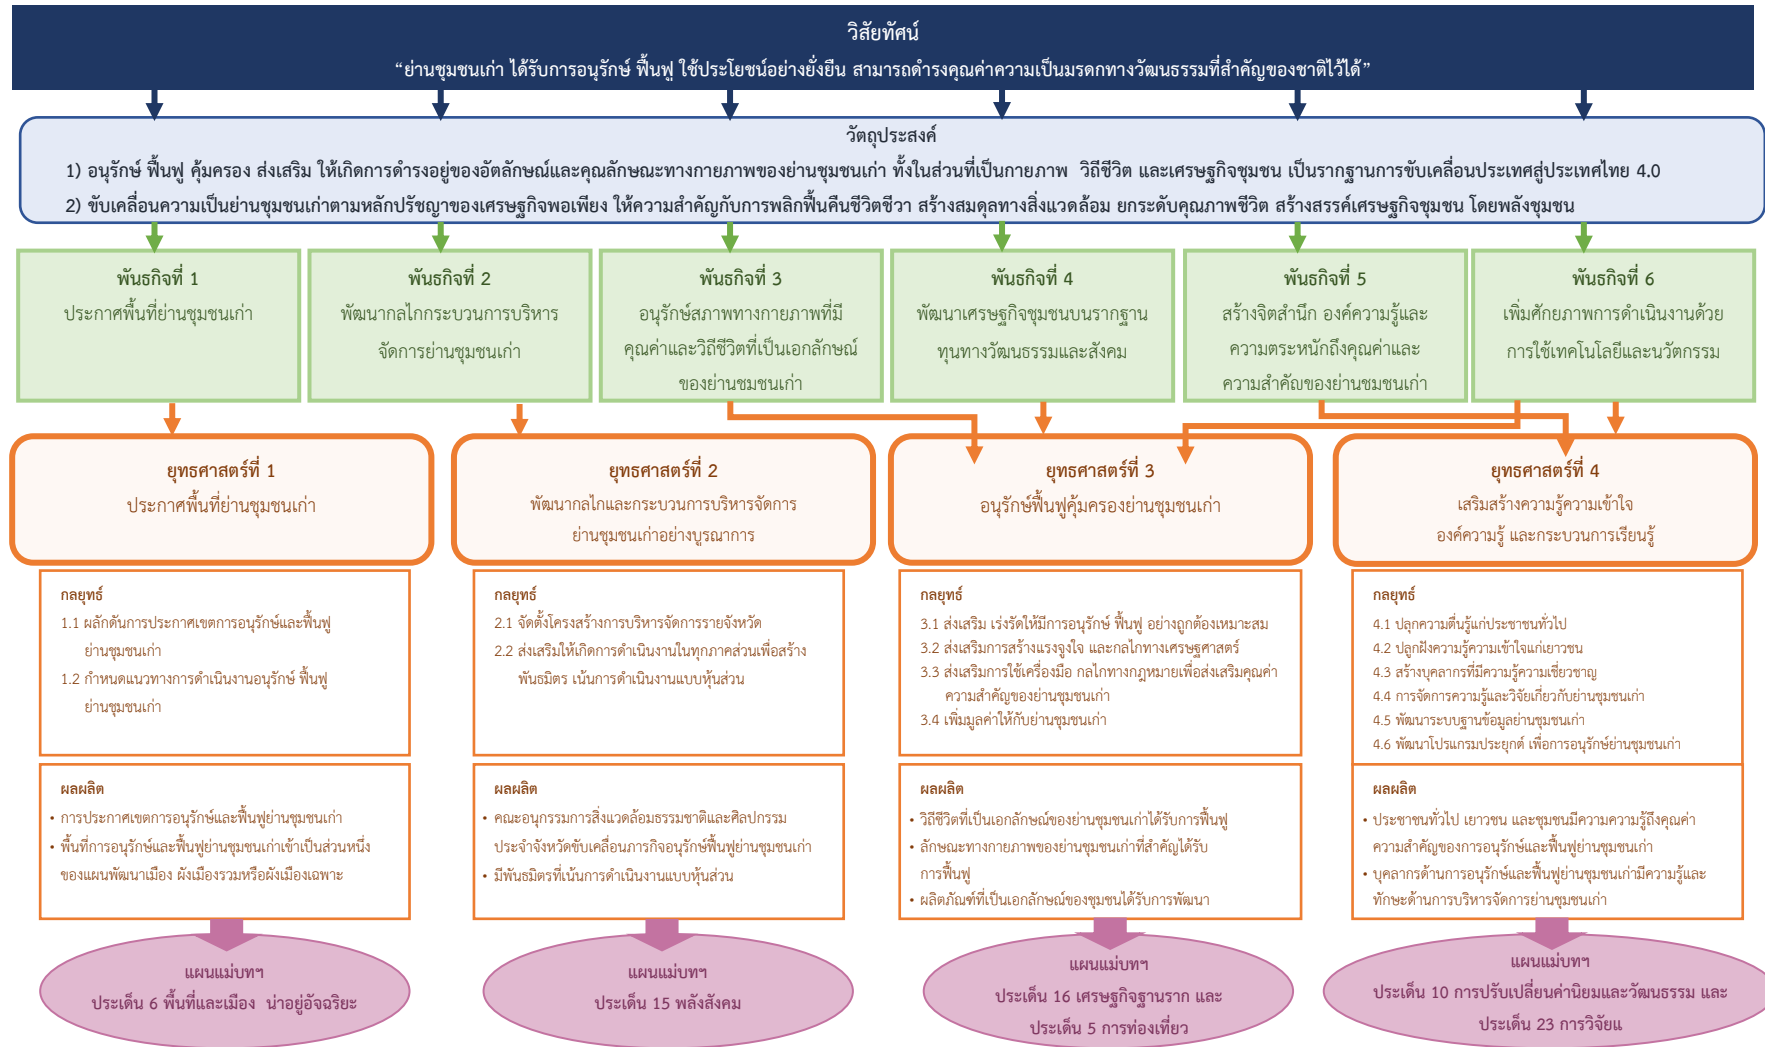 วิสัยทัศน์
“ย่านชุมชนเก่า ได้รับการอนุรักษ์ ฟื้นฟู ใช้ประโยชน์อย่างยั่งยืน สามารถดำรงคุณค่าความเป็นมรดกทางวัฒนธรรมที่สำคัญของชาติไว้ได้”
วัตถุประสงค์
1) อนุรักษ์ ฟื้นฟู คุ้มครอง ส่งเสริม ให้เกิดการดำรงอยู่ของอัตลักษณ์และคุณลักษณะทางกายภาพของย่านชุมชนเก่า ทั้งในส่วนที่เป็นกายภาพ วิถีชีวิต และเศรษฐกิจชุมชน เป็นรากฐานการขับเคลื่อนประเทศสู่ประเทศไทย 4.0
2) ขับเคลื่อนความเป็นย่านชุมชนเก่าตามหลักปรัชญาของเศรษฐกิจพอเพียง ให้ความสำคัญกับการพลิกฟื้นคืนชีวิตชีวา สร้างสมดุลทางสิ่งแวดล้อม ยกระดับคุณภาพชีวิต สร้างสรรค์เศรษฐกิจชุมชน โดยพลังชุมชน
พันธกิจที่ 1
ประกาศพื้นที่ย่านชุมชนเก่า
พันธกิจที่ 2
พัฒนากลไกกระบวนการบริหาร
จัดการย่านชุมชนเก่า
พันธกิจที่ 3
อนุรักษ์สภาพทางกายภาพที่มี
คุณค่าและวิถีชีวิตที่เป็นเอกลักษณ์
ของย่านชมชนเก่า
พันธกิจที่ 4
พัฒนาเศรษฐกิจชุมชนบนรากฐาน
ทุนทางวัฒนธรรมและสังคม
พันธกิจที่ 5
สร้างจิตสำนึก องค์ความรู้และ
ความตระหนักถึงคุณค่าและ
ความสำคัญของย่านชมชนเก่า
พันธกิจที่ 6
เพิ่มศักยภาพการดำเนินงานด้วย
การใช้เทคโนโลยีและนวัตกรรม
ยุทธศาสตร์ที่ 1
ประกาศพื้นที่ย่านชุมชนเก่า
ยุทธศาสตร์ที่ 2
พัฒนากลไกและกระบวนการบริหารจัดการ
ย่านชุมชนเก่าอย่างบูรณาการ
ยุทธศาสตร์ที่ 3
อนุรักษ์ฟื้นฟูคุ้มครองย่านชุมชนเก่า
ยุทธศาสตร์ที่ 4
เสริมสร้างความรู้ความเข้าใจ
องค์ความรู้ และกระบวนการเรียนรู้
กลยุทธ์
1.1 ผลักดันการประกาศเขตการอนุรักษ์และฟื้นฟู
ย่านชุมชนเก่า
1.2 กำหนดแนวทางการดำเนินงานอนุรักษ์ ฟื้นฟู
ย่านชุมชนเก่า
กลยุทธ์
2.1 จัดตั้งโครงสร้างการบริหารจัดการรายจังหวัด
2.2 ส่งเสริมให้เกิดการดำเนินงานในทุกภาคส่วนเพื่อสร้าง
พันธมิตร เน้นการดำเนินงานแบบหุ้นส่วน
กลยุทธ์
3.1 ส่งเสริม เร่งรัดให้มีการอนุรักษ์ ฟื้นฟู อย่างถูกต้องเหมาะสม
3.2 ส่งเสริมการสร้างแรงจูงใจ และกลไกทางเศรษฐศาสตร์
3.3 ส่งเสริมการใช้เครื่องมือ กลไกทางกฎหมายเพื่อส่งเสริมคุณค่า
ความสำคัญของย่านชุมชนเก่า
3.4 เพิ่มมูลค่าให้กับย่านชุมชนเก่า
กลยุทธ์
4.1 ปลุกความตื่นรู้แก่ประชาชนทั่วไป
4.2 ปลูกฝังความรู้ความเข้าใจแก่เยาวชน
4.3 สร้างบุคลากรที่มีความรู้ความเชี่ยวชาญ
4.4 การจัดการความรู้และวิจัยเกี่ยวกับย่านชุมชนเก่า
4.5 พัฒนาระบบฐานข้อมูลย่านชุมชนเก่า
4.6 พัฒนาโปรแกรมประยุกต์ เพื่อการอนุรักษ์ย่านชุมชนเก่า
ผลผลิต
• การประกาศเขตการอนุรักษ์และฟื้นฟูย่านชุมชนเก่า
• พื้นที่การอนุรักษ์และฟื้นฟูย่านชุมชนเก่าเข้าเป็นส่วนหนึ่ง
ของแผนพัฒนาเมือง ผังเมืองรวมหรือผังเมืองเฉพาะ
ผลผลิต
• คณะอนุกรรมการสิ่งแวดล้อมธรรมชาติและศิลปกรรม
ประจำจังหวัดขับเคลื่อนภารกิจอนุรักษ์ฟื้นฟูย่านชุมชนเก่า
• มีพันธมิตรที่เน้นการดำเนินงานแบบหุ้นส่วน
ผลผลิต
• วิถีชีวิตที่เป็นเอกลักษณ์ของย่านชุมชนเก่าได้รับการฟื้นฟู
• ลักษณะทางกายภาพของย่านชุมชนเก่าที่สำคัญได้รับ
การฟื้นฟู
• ผลิตภัณฑ์ที่เป็นเอกลักษณ์ของชุมชนได้รับการพัฒนา
ผลผลิต
• ประชาชนทั่วไป เยาวชน และชุมชนมีความความรู้ถึงคุณค่า
ความสำคัญของการอนุรักษ์และฟื้นฟูย่านชุมชนเก่า
• บุคลากรด้านการอนุรักษ์และฟื้นฟูย่านชุมชนเก่ามีความรู้และ
ทักษะด้านการบริหารจัดการย่านชุมชนเก่า
แผนแม่บทฯ
ประเด็น 6 พื้นที่และเมือง น่าอยู่อัจฉริยะ
แผนแม่บทฯ
ประเด็น 15 พลังสังคม
แผนแม่บทฯ
ประเด็น 16 เศรษฐกิจฐานราก และ
ประเด็น 5 การท่องเที่ยว
แผนแม่บทฯ
ประเด็น 10 การปรับเปลี่ยนค่านิยมและวัฒนธรรม และ
ประเด็น 23 การวิจัยแ